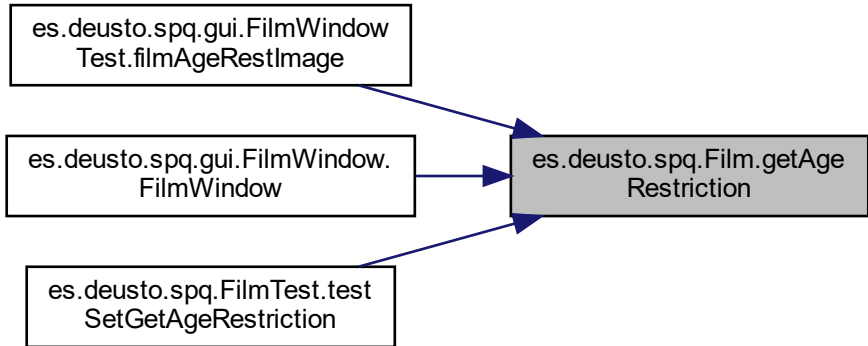 es.deusto.spq.gui.FilmWindow
Test.filmAgeRestImage
es.deusto.spq.gui.FilmWindow.
FilmWindow
es.deusto.spq.Film.getAge
Restriction
es.deusto.spq.FilmTest.test
SetGetAgeRestriction